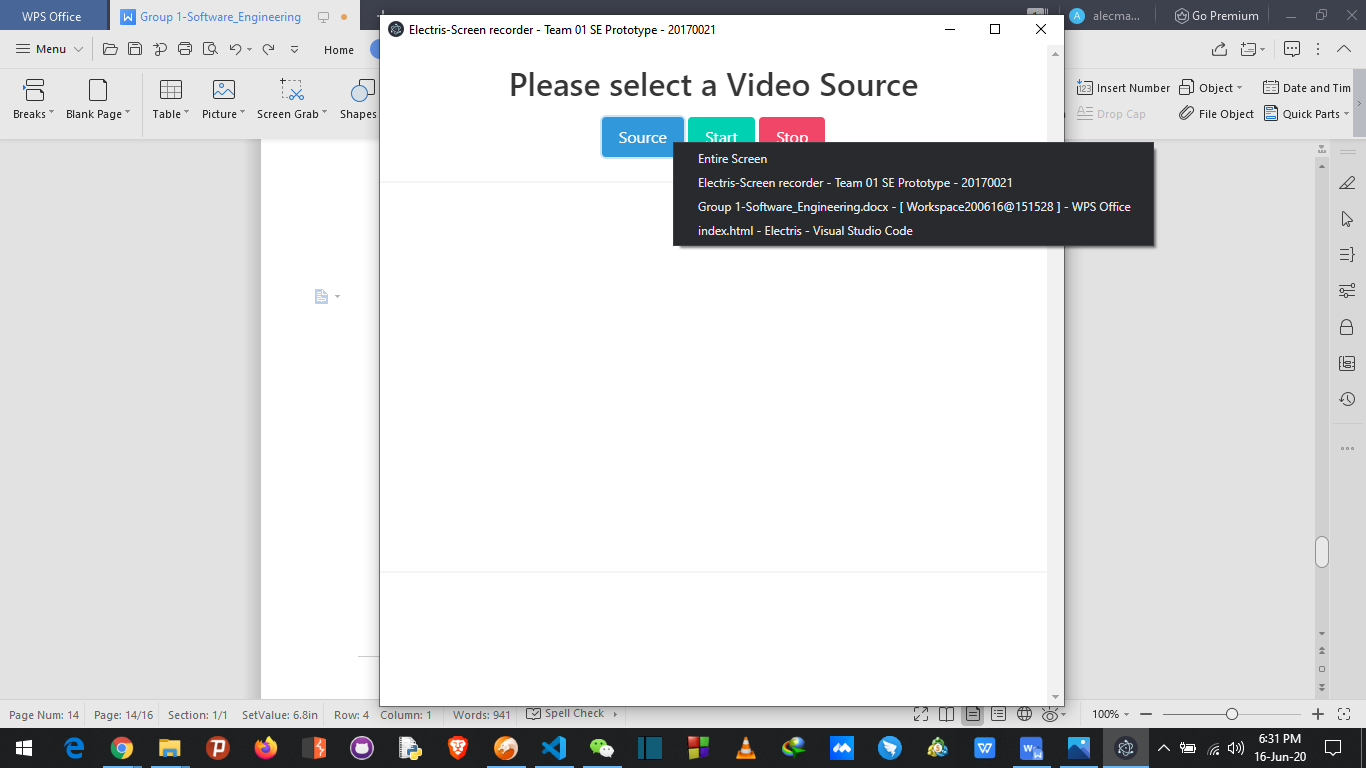 WPS Office
Group 1-Software_Engineering
Electris-Screen recorder - Team 01 SE Prototype - 20170021
alecma...
Go Premium
Menu
Home
Breaks
Blank Page
Table
Picture
Screen Grab
Shapes
Insert Number
Object
Date and Tim
Drop Cap
File Object
Quick Parts
Please select a Video Source
Source
Start
Stop
Entire Screen
Electris-Screen recorder - Team 01 SE Prototype - 20170021
Group 1-Software_Engineering.docx - [ Workspace200616@151528 ] - WPS Office
index.html - Electris - Visual Studio Code
Page Num: 14
Page: 14/16
Section: 1/1
SetValue: 6.8in
Row: 4
Column: 1
Words: 941
Spell Check
100%
6:31 PM
16-Jun-20